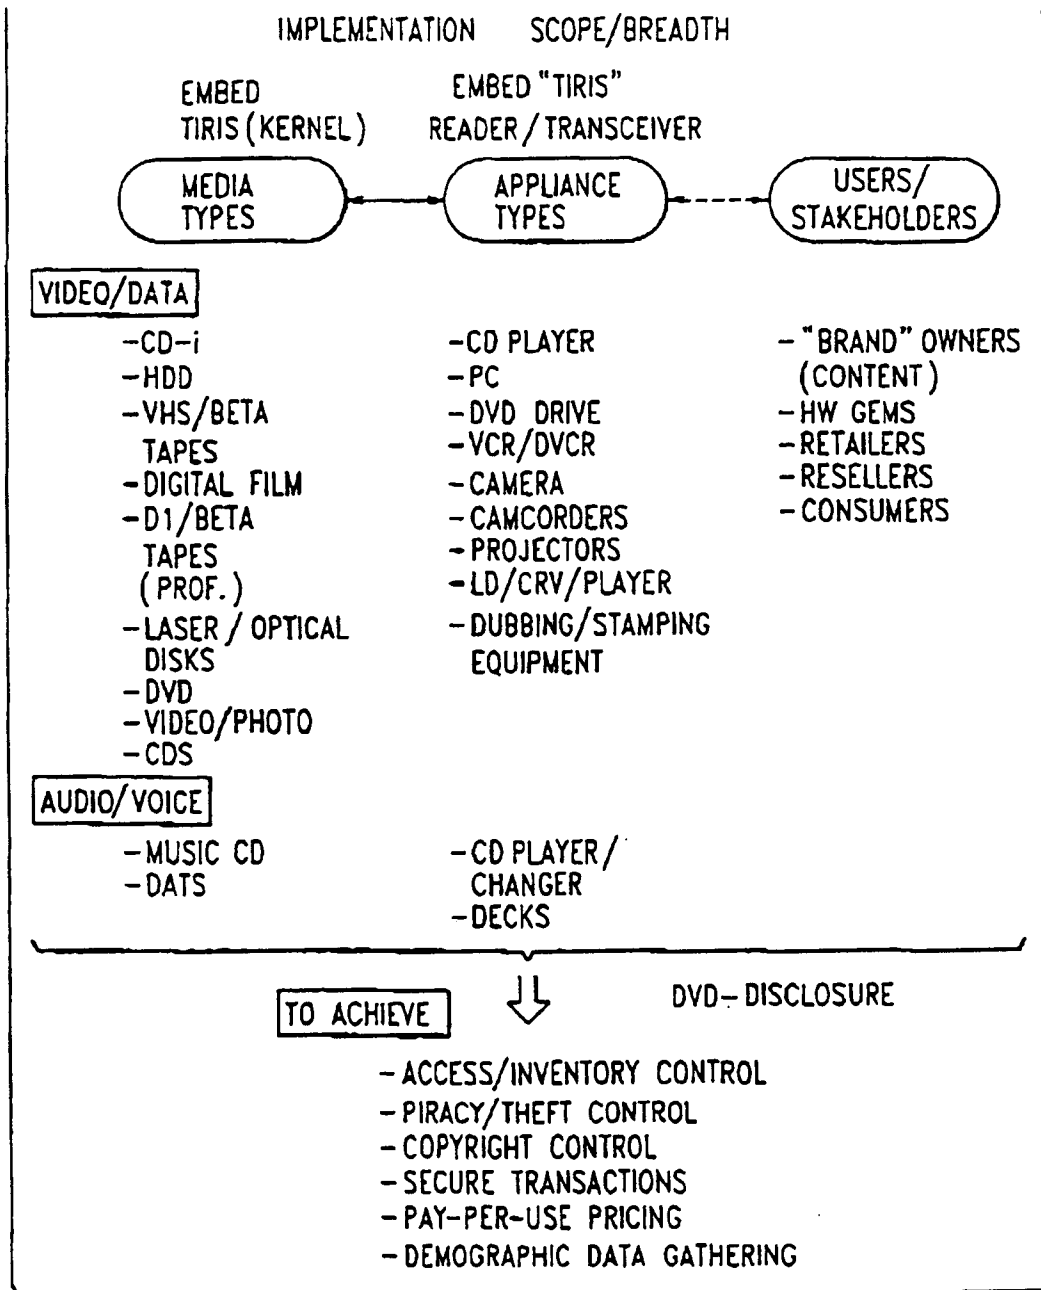 IMPLEMENTATION SCOPE/BREADTH
EMBED
TIRIS (KERNEL)
EMBED "TIRIS"
READER/TRANSCEIVER
MEDIA
TYPES
APPLIANCE
TYPES
USERS/
STAKEHOLDERS
VIDEO/DATA
-CD-i
-HDD
-VHS/BETA
TAPES
-DIGITAL FILM
-D1/BETA
TAPES
(PROF.)
-LASER/OPTICAL
DISKS
-DVD
-VIDEO/PHOTO
-CDS
-CD PLAYER
-PC
-DVD DRIVE
-VCR/DVCR
-CAMERA
-CAMCORDERS
-PROJECTORS
-LD/CRV/PLAYER
-DUBBING/STAMPING
EQUIPMENT
-"BRAND" OWNERS
(CONTENT)
-HW GEMS
-RETAILERS
-RESELLERS
-CONSUMERS
AUDIO/VOICE
-MUSIC CD
-DATS
-CD PLAYER/
CHANGER
-DECKS
TO ACHIEVE
DVD-DISCLOSURE
-ACCESS/INVENTORY CONTROL
-PIRACY/THEFT CONTROL
-COPYRIGHT CONTROL
-SECURE TRANSACTIONS
-PAY-PER-USE PRICING
-DEMOGRAPHIC DATA GATHERING